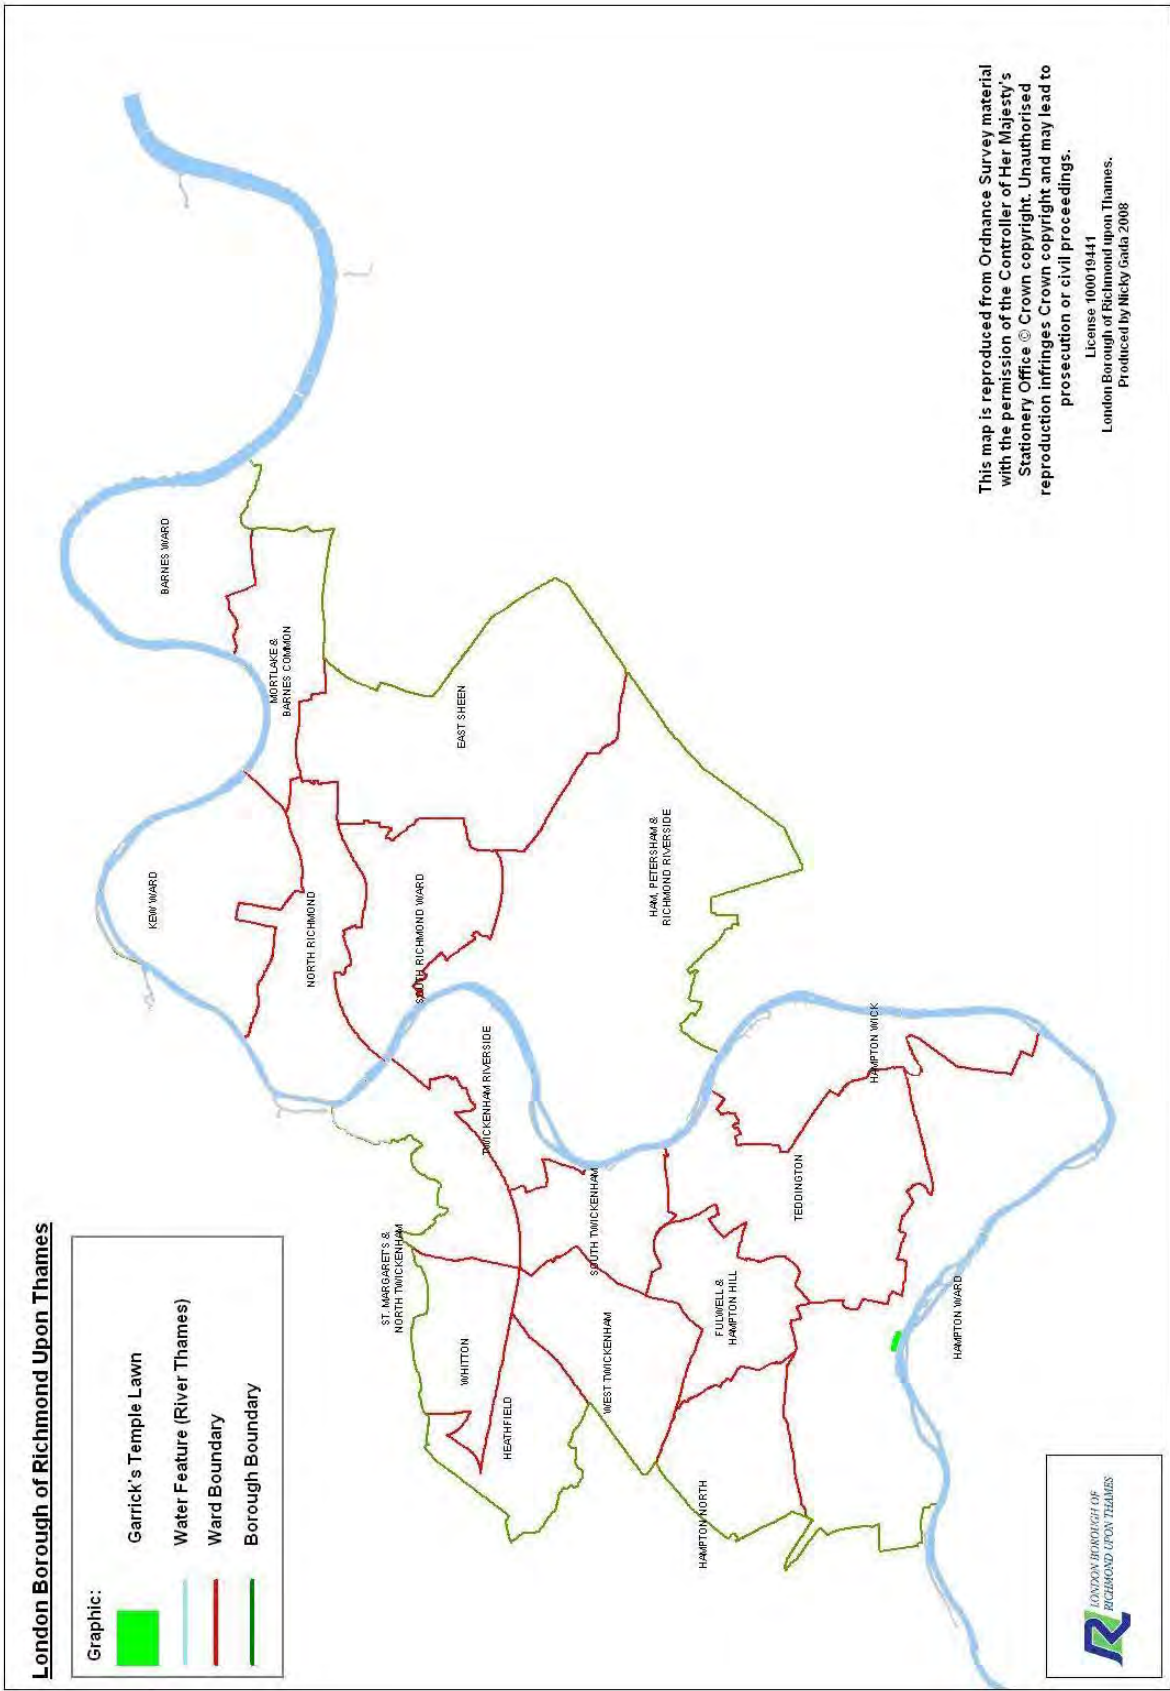 London Borough of Richmond Upon Thames
Graphic:
Garrick's Temple Lawn
Water Feature (River Thames)
Ward Boundary
Borough Boundary
BARNES WARD
MORTLAKE &
BARNES COMMON
KEW WARD
EAST SHEEN
NORTH RICHMOND
SOUTH RICHMOND WARD
HAM, PETERSHAM &
RICHMOND RIVERSIDE
TWICKENHAM RIVERSIDE
ST. MARGARETS &
NORTH TWICKENHAM
WHITTON
HEATHFIELD
SOUTH TWICKENHAM
WEST TWICKENHAM
FULWELL &
HAMPTON HILL
TEDDINGTON
HAMPTON WICK
HAMPTON NORTH
HAMPTON WARD
This map is reproduced from Ordnance Survey material
with the permission of the Controller of Her Majesty's
Stationery Office © Crown copyright. Unauthorised
reproduction infringes Crown copyright and may lead to
prosecution or civil proceedings.
License 100019441
London Borough of Richmond upon Thames.
Produced by Nicky Gada 2008
LONDON BOROUGH OF
RICHMOND UPON THAMES